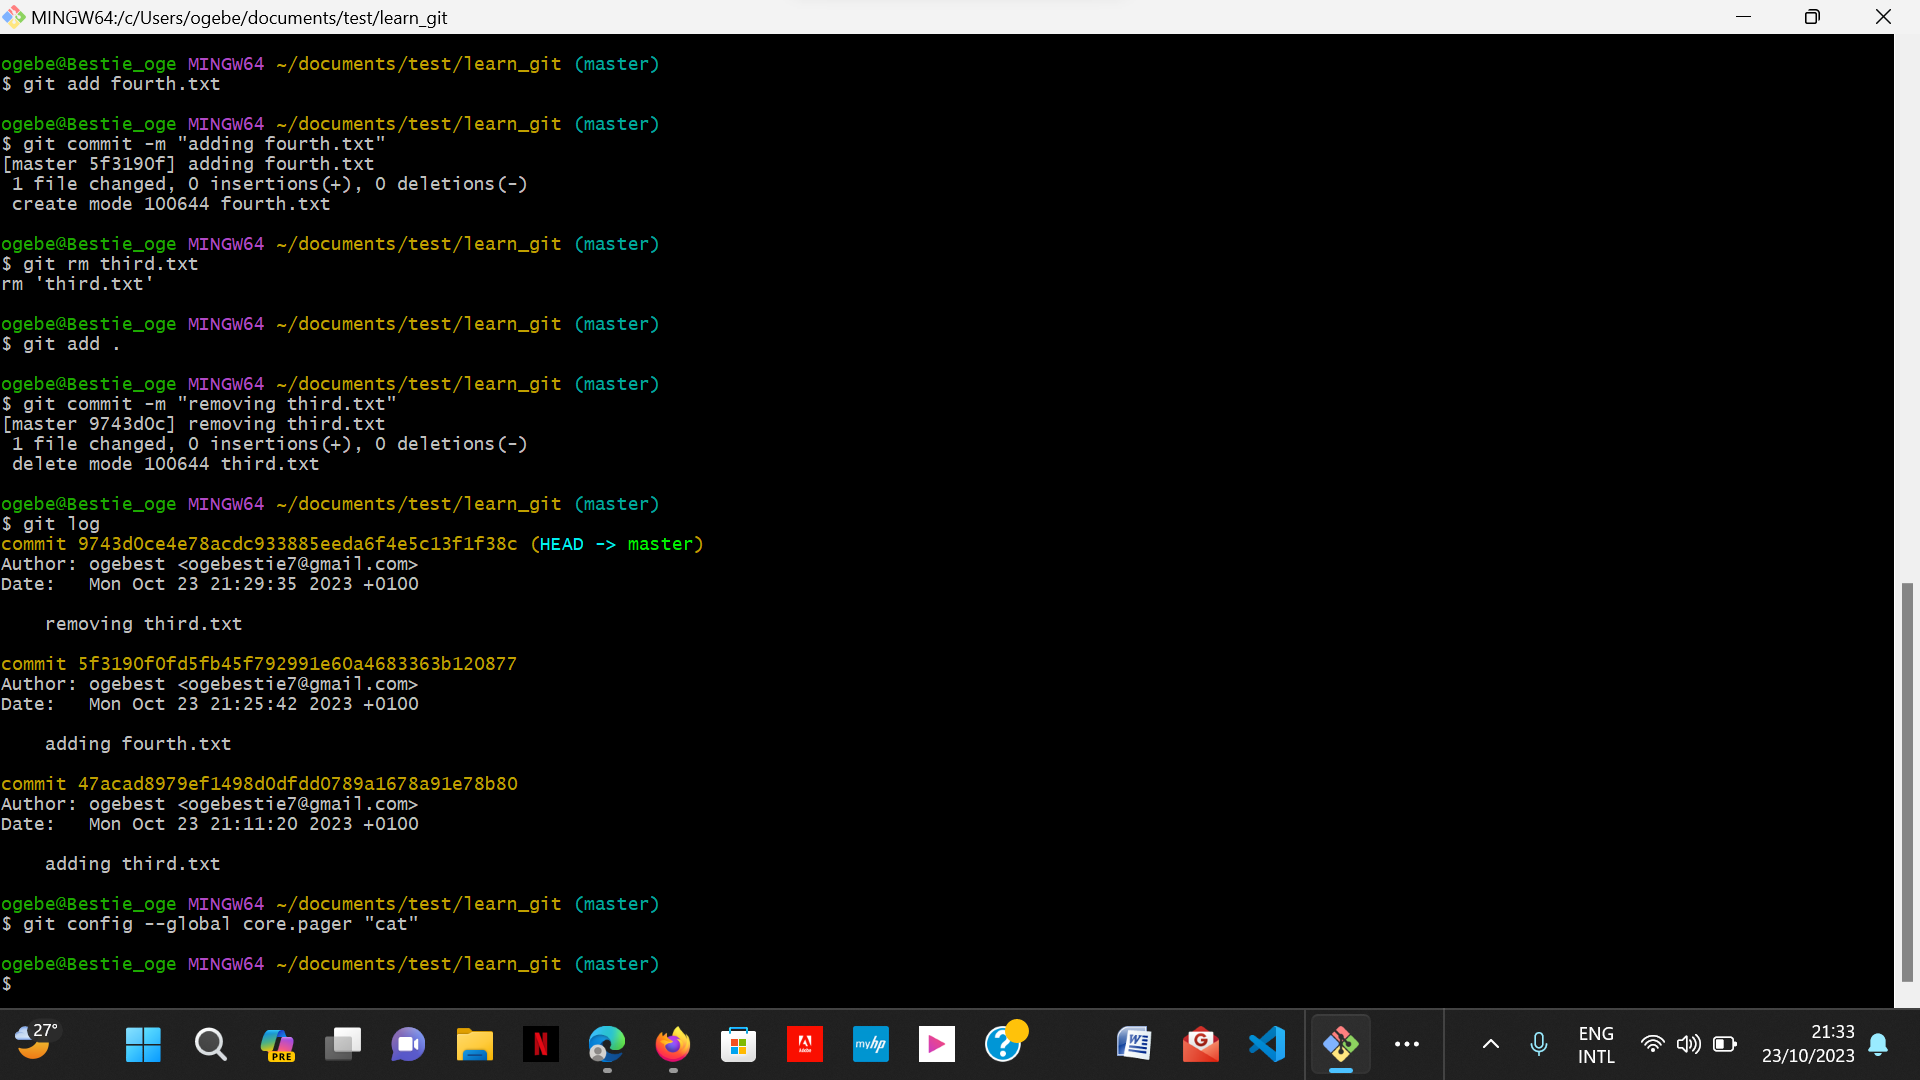 MINGW64:/c/Users/ogebe/documents/test/learn_git
ogebe@Bestie_oge MINGW64 ~/documents/test/learn_git (master)
$ git add fourth.txt
ogebe@Bestie_oge MINGW64 ~/documents/test/learn_git (master)
$ git commit -m "adding fourth.txt"
[master 5f3190f] adding fourth.txt
 1 file changed, 0 insertions(+), 0 deletions(-)
 create mode 100644 fourth.txt
ogebe@Bestie_oge MINGW64 ~/documents/test/learn_git (master)
$ git rm third.txt
rm 'third.txt'
ogebe@Bestie_oge MINGW64 ~/documents/test/learn_git (master)
$ git add .
ogebe@Bestie_oge MINGW64 ~/documents/test/learn_git (master)
$ git commit -m "removing third.txt"
[master 9743d0c] removing third.txt
 1 file changed, 0 insertions(+), 0 deletions(-)
 delete mode 100644 third.txt
ogebe@Bestie_oge MINGW64 ~/documents/test/learn_git (master)
$ git log
commit 9743d0ce4e78acdc933885eeda6f4e5c13f1f38c (HEAD -> master)
Author: ogebest <ogebestie7@gmail.com>
Date:   Mon Oct 23 21:29:35 2023 +0100
    removing third.txt
commit 5f3190f0fd5fb45f792991e60a4683363b120877
Author: ogebest <ogebestie7@gmail.com>
Date:   Mon Oct 23 21:25:42 2023 +0100
    adding fourth.txt
commit 47acad8979ef1498d0dfdd0789a1678a91e78b80
Author: ogebest <ogebestie7@gmail.com>
Date:   Mon Oct 23 21:11:20 2023 +0100
    adding third.txt
ogebe@Bestie_oge MINGW64 ~/documents/test/learn_git (master)
$ git config --global core.pager "cat"
ogebe@Bestie_oge MINGW64 ~/documents/test/learn_git (master)
$
27°
PRE
N
Adobe
myhp
?
W
G
ENG
INTL
21:33
23/10/2023